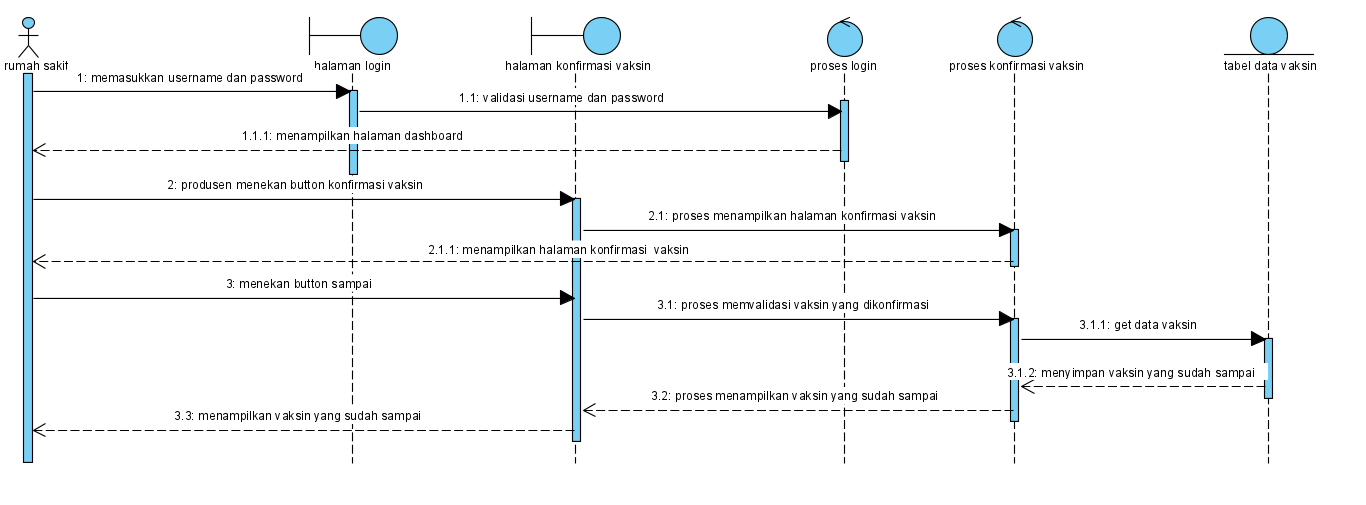 rumah sakit
halaman login
halaman konfirmasi vaksin
proses login
proses konfirmasi vaksin
tabel data vaksin
1: memasukkan username dan password
1.1: validasi username dan password
1.1.1: menampilkan halaman dashboard
2: produsen menekan button konfirmasi vaksin
2.1: proses menampilkan halaman konfirmasi vaksin
2.1.1: menampilkan halaman konfirmasi vaksin
3: menekan button sampai
3.1: proses memvalidasi vaksin yang dikonfirmasi
3.1.1: get data vaksin
3.1.2: menyimpan vaksin yang sudah sampai
3.2: proses menampilkan vaksin yang sudah sampai
3.3: menampilkan vaksin yang sudah sampai